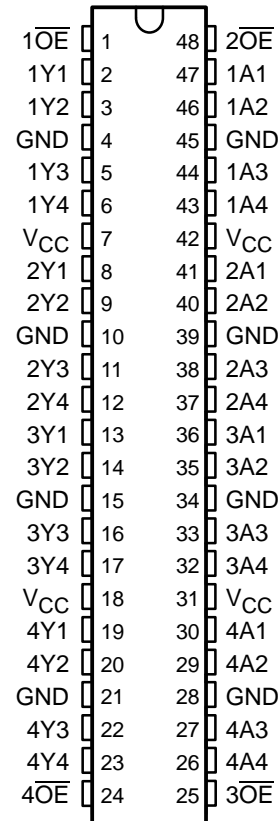 1O̅E̅ 1 48 2O̅E̅
1Y1 2 47 1A1
1Y2 3 46 1A2
GND 4 45 GND
1Y3 5 44 1A3
1Y4 6 43 1A4
VCC 7 42 VCC
2Y1 8 41 2A1
2Y2 9 40 2A2
GND 10 39 GND
2Y3 11 38 2A3
2Y4 12 37 2A4
3Y1 13 36 3A1
3Y2 14 35 3A2
GND 15 34 GND
3Y3 16 33 3A3
3Y4 17 32 3A4
VCC 18 31 VCC
4Y1 19 30 4A1
4Y2 20 29 4A2
GND 21 28 GND
4Y3 22 27 4A3
4Y4 23 26 4A4
4O̅E̅ 24 25 3O̅E̅